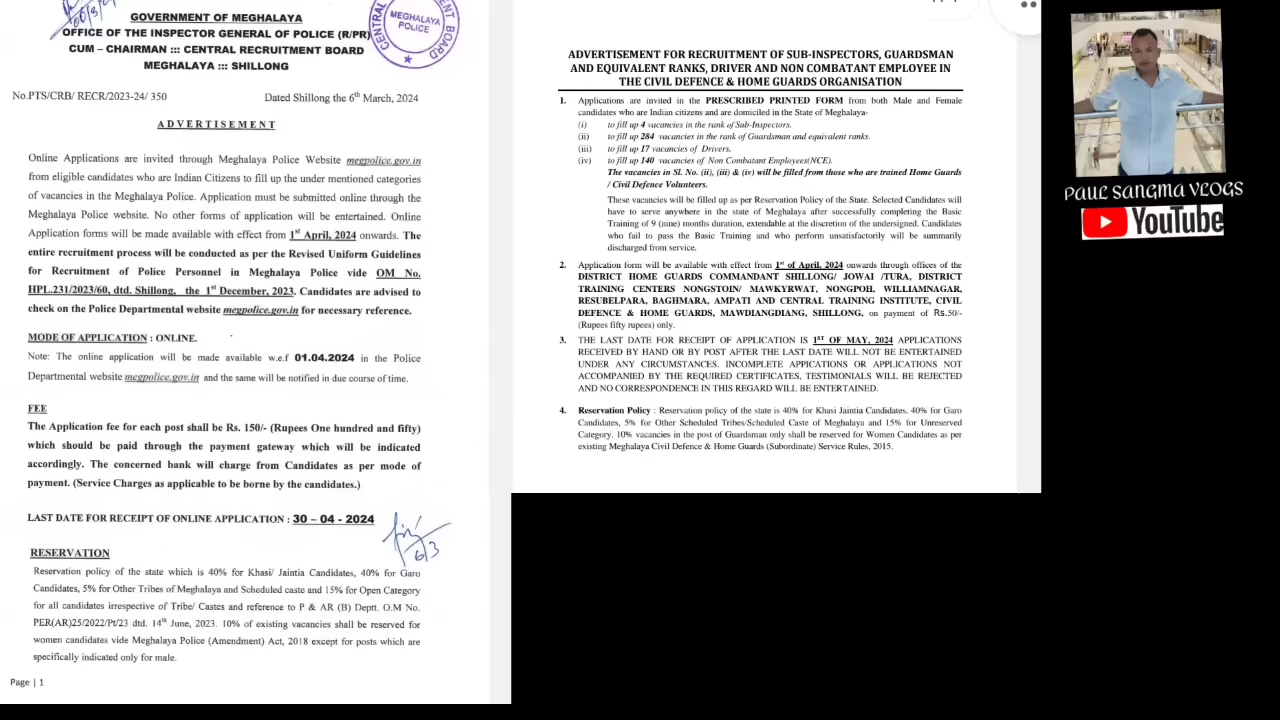 GOVERNMENT OF MEGHALAYA
OFFICE OF THE INSPECTOR GENERAL OF POLICE (R/PR)
CUM – CHAIRMAN ::: CENTRAL RECRUITMENT BOARD
MEGHALAYA ::: SHILLONG
MEGHALAYA
POLICE
No.PTS/CRB/ RECR/2023-24/ 350 Dated Shillong the 6th March, 2024
ADVERTISEMENT
Online Applications are invited through Meghalaya Police Website megpolice.gov.in
from eligible candidates who are Indian Citizens to fill up the under mentioned categories
of vacancies in the Meghalaya Police. Application must be submitted online through the
Meghalaya Police website. No other forms of application will be entertained. Online
Application forms will be made available with effect from 1st April, 2024 onwards. The
entire recruitment process will be conducted as per the Revised Uniform Guidelines
for Recruitment of Police Personnel in Meghalaya Police vide OM No.
HPL.231/2023/60, dtd. Shillong, the 1st December, 2023. Candidates are advised to
check on the Police Departmental website megpolice.gov.in for necessary reference.
MODE OF APPLICATION : ONLINE.
Note: The online application will be made available w.e.f 01.04.2024 in the Police
Departmental website megpolice.gov.in and the same will be notified in due course of time.
FEE
The Application fee for each post shall be Rs. 150/- (Rupees One hundred and fifty)
which should be paid through the payment gateway which will be indicated
accordingly. The concerned bank will charge from Candidates as per mode of
payment. (Service Charges as applicable to be borne by the candidates.)
LAST DATE FOR RECEIPT OF ONLINE APPLICATION : 30 – 04 - 2024
6/3
RESERVATION
Reservation policy of the state which is 40% for Khasi/ Jaintia Candidates, 40% for Garo
Candidates, 5% for Other Tribes of Meghalaya and Scheduled caste and 15% for Open Category
for all candidates irrespective of Tribe/ Castes and reference to P & AR (B) Deptt. O.M No.
PER(AR)25/2022/Pt/23 dtd. 14th June, 2023. 10% of existing vacancies shall be reserved for
women candidates vide Meghalaya Police (Amendment) Act, 2018 except for posts which are
specifically indicated only for male.
Page | 1
ADVERTISEMENT FOR RECRUITMENT OF SUB-INSPECTORS, GUARDSMAN
AND EQUIVALENT RANKS, DRIVER AND NON COMBATANT EMPLOYEE IN
THE CIVIL DEFENCE & HOME GUARDS ORGANISATION
1. Applications are invited in the PRESCRIBED PRINTED FORM from both Male and Female
candidates who are Indian citizens and are domiciled in the State of Meghalaya-
(i) to fill up 4 vacancies in the rank of Sub-Inspectors.
(ii) to fill up 284 vacancies in the rank of Guardsman and equivalent ranks.
(iii) to fill up 17 vacancies of Drivers.
(iv) to fill up 140 vacancies of Non Combatant Employees(NCE).
The vacancies in Sl. No. (ii), (iii) & (iv) will be filled from those who are trained Home Guards
/ Civil Defence Volunteers.
These vacancies will be filled up as per Reservation Policy of the State. Selected Candidates will
have to serve anywhere in the state of Meghalaya after successfully completing the Basic
Training of 9 (nine) months duration, extendable at the discretion of the undersigned. Candidates
who fail to pass the Basic Training and who perform unsatisfactorily will be summarily
discharged from service.
2. Application form will be available with effect from 1st of April, 2024 onwards through offices of the
DISTRICT HOME GUARDS COMMANDANT SHILLONG/ JOWAI /TURA, DISTRICT
TRAINING CENTERS NONGSTOIN/ MAWKYRWAT, NONGPOH, WILLIAMNAGAR,
RESUBELPARA, BAGHMARA, AMPATI AND CENTRAL TRAINING INSTITUTE, CIVIL
DEFENCE & HOME GUARDS, MAWDIANGDIANG, SHILLONG, on payment of Rs.50/-
(Rupees fifty rupees) only.
3. THE LAST DATE FOR RECEIPT OF APPLICATION IS 1ST OF MAY, 2024 APPLICATIONS
RECEIVED BY HAND OR BY POST AFTER THE LAST DATE WILL NOT BE ENTERTAINED
UNDER ANY CIRCUMSTANCES. INCOMPLETE APPICATIONS OR APPLICATIONS NOT
ACCOMPANIED BY THE REQUIRED CERTIFICATES, TESTIMONIALS WILL BE REJECTED
AND NO CORRESPONDENCE IN THIS REGARD WILL BE ENTERTAINED.
4. Reservation Policy : Reservation policy of the state is 40% for Khasi Jaintia Candidates, 40% for Garo
Candidates, 5% for Other Scheduled Tribes/Scheduled Caste of Meghalaya and 15% for Unreserved
Category. 10% vacancies in the post of Guardsman only shall be reserved for Women Candidates as per
existing Meghalaya Civil Defence & Home Guards (Subordinate) Service Rules, 2015.
PAUL SANGMA VLOGS
YouTube